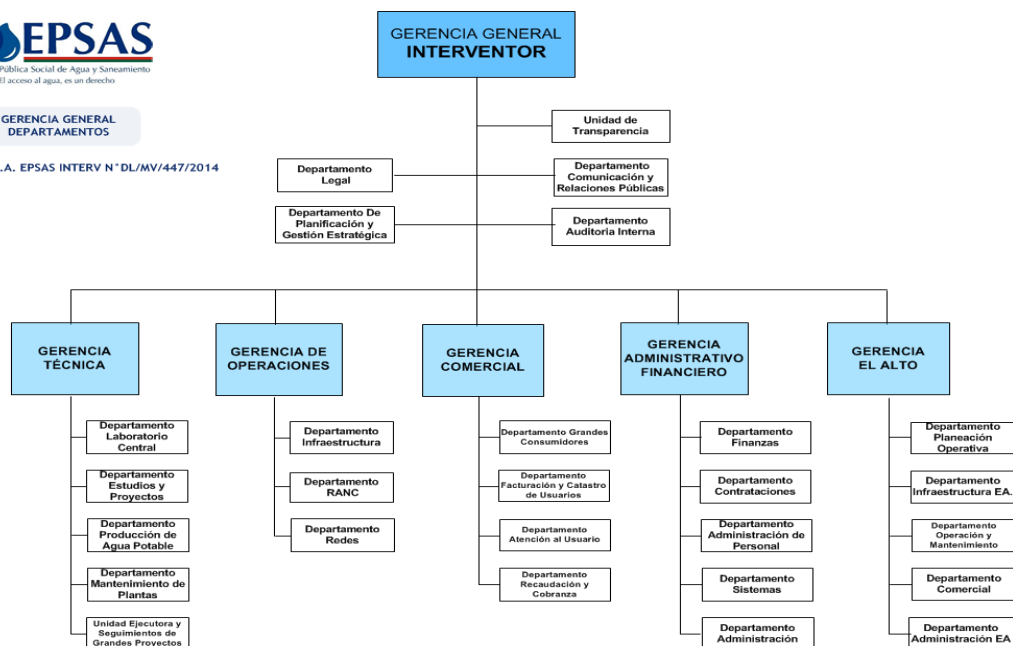 EPSAS
Pública Social de Agua y Saneamiento
El acceso al agua, es un derecho
GERENCIA GENERAL
DEPARTAMENTOS
.A. EPSAS INTERV N°DL/MV/447/2014
GERENCIA GENERAL
INTERVENTOR
Unidad de
Transparencia
Departamento
Legal
Departamento
Comunicación y
Relaciones Públicas
Departamento De
Planificación y
Gestión Estratégica
Departamento
Auditoria Interna
GERENCIA
TÉCNICA
GERENCIA DE
OPERACIONES
GERENCIA
COMERCIAL
GERENCIA
ADMINISTRATIVO
FINANCIERO
GERENCIA
EL ALTO
Departamento
Laboratorio
Central
Departamento
Estudios y
Proyectos
Departamento
Producción de
Agua Potable
Departamento
Mantenimiento de
Plantas
Unidad Ejecutora y
Seguimientos de
Grandes Proyectos
Departamento
Infraestructura
Departamento
RANC
Departamento
Redes
Departamento Grandes
Consumidores
Departamento
Facturación y Catastro
de Usuarios
Departamento
Atención al Usuario
Departamento
Recaudación y
Cobranza
Departamento
Finanzas
Departamento
Contrataciones
Departamento
Administración de
Personal
Departamento
Sistemas
Departamento
Administración
Departamento
Planeación
Operativa
Departamento
Infraestructura EA.
Departamento
Operación y
Mantenimiento
Departamento
Comercial
Departamento
Administración EA